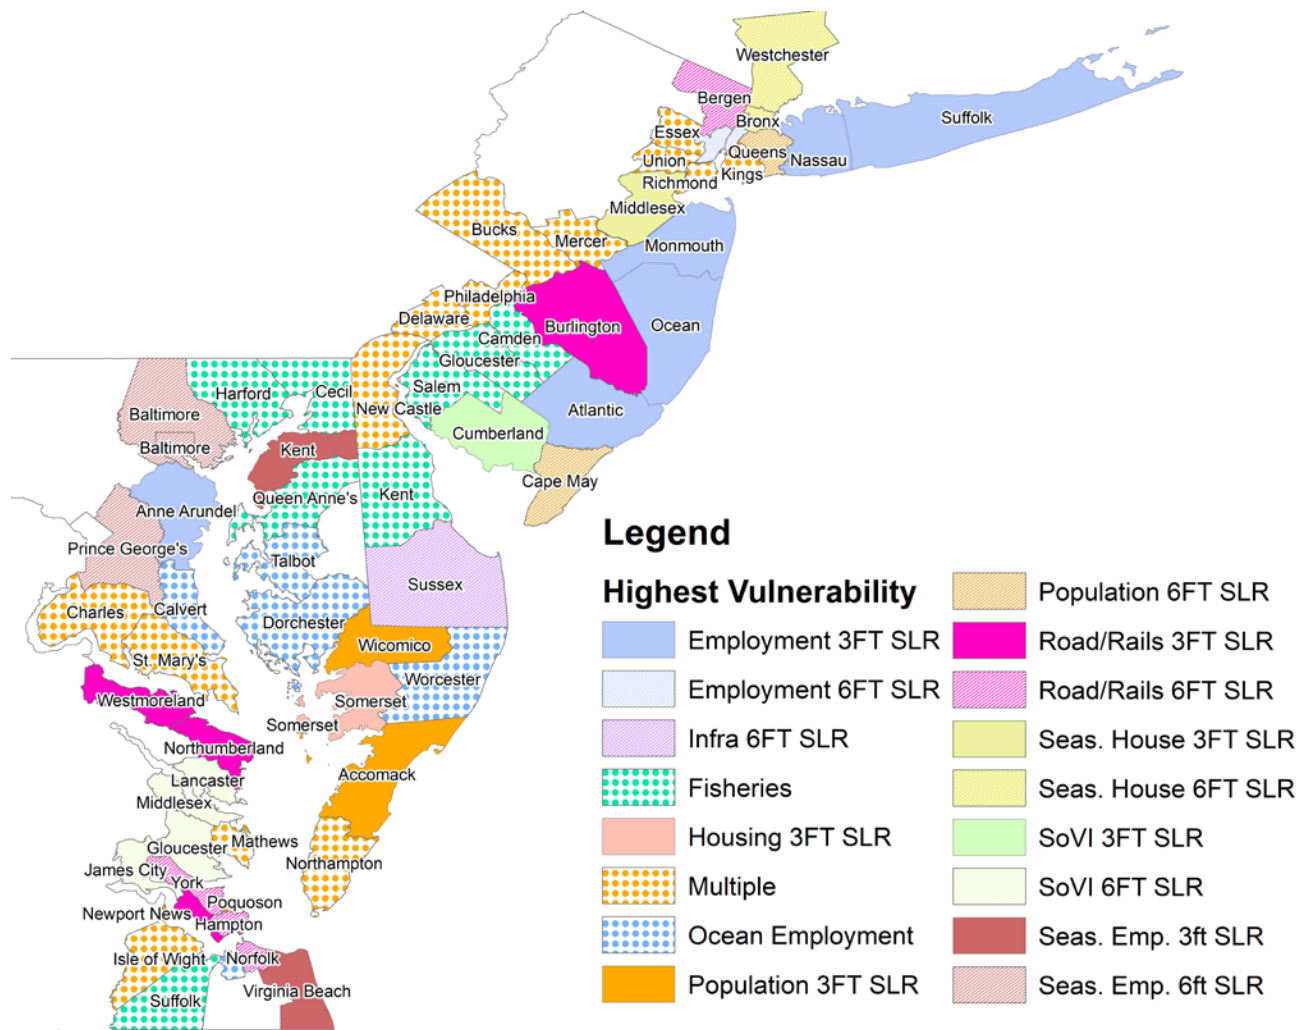 Westchester
Bergen
Suffolk
Bronx
Essex
Queens
Nassau
Union
Kings
Richmond
Middlesex
Bucks
Mercer
Monmouth
Philadelphia
Delaware
Burlington
Ocean
Camden
Gloucester
Harford
Cecil
Salem
New Castle
Baltimore
Atlantic
Cumberland
Baltimore
Kent
Cape May
Queen Anne's
Kent
Anne Arundel
Prince George's
Talbot
Sussex
Charles
Calvert
Dorchester
Wicomico
St. Mary's
Worcester
Westmoreland
Somerset
Somerset
Northumberland
Accomack
Lancaster
Middlesex
Mathews
Gloucester
Northampton
James City
York
Poquoson
Newport News
Hampton
Isle of Wight
Norfolk
Virginia Beach
Suffolk
Legend
Highest Vulnerability
Employment 3FT SLR
Employment 6FT SLR
Infra 6FT SLR
Fisheries
Housing 3FT SLR
Multiple
Ocean Employment
Population 3FT SLR
Population 6FT SLR
Road/Rails 3FT SLR
Road/Rails 6FT SLR
Seas. House 3FT SLR
Seas. House 6FT SLR
SoVI 3FT SLR
SoVI 6FT SLR
Seas. Emp. 3ft SLR
Seas. Emp. 6ft SLR